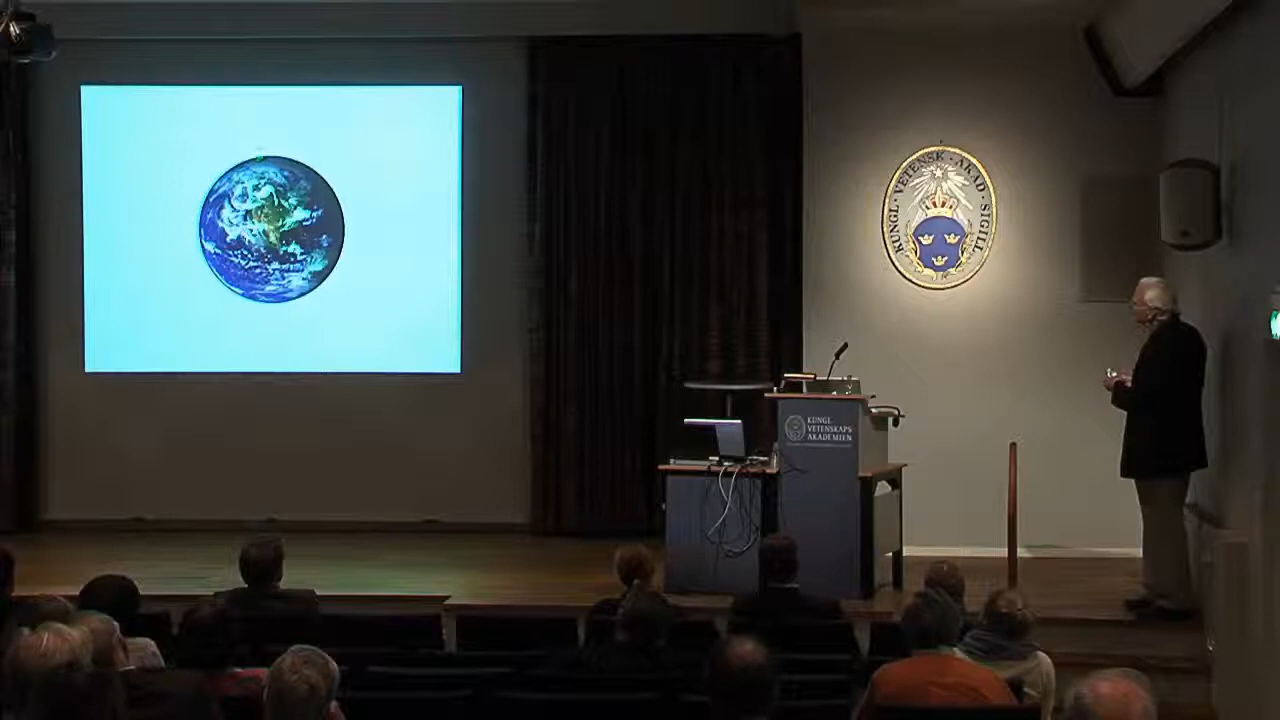 KUNGL · VETENSK · AKAD · SIGILL
KUNGL.
VETENSKAPS
AKADEMIEN